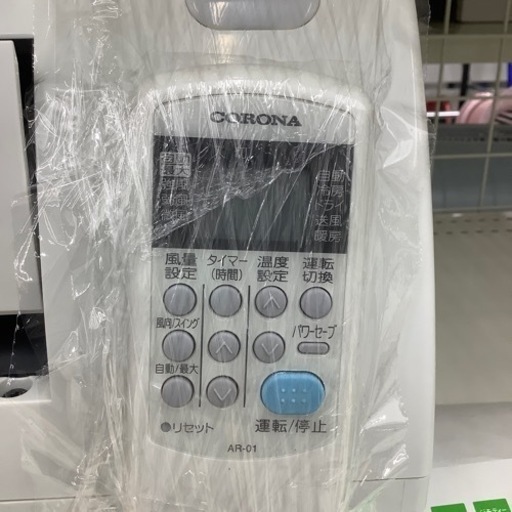 CORONA
自動
冷房
ドライ
送風
暖房
風量
設定
タイマー
(時間)
温度
設定
運転
切換
風向/スイング
パワーセーブ
自動/最大
リセット
運転/停止
AR-01